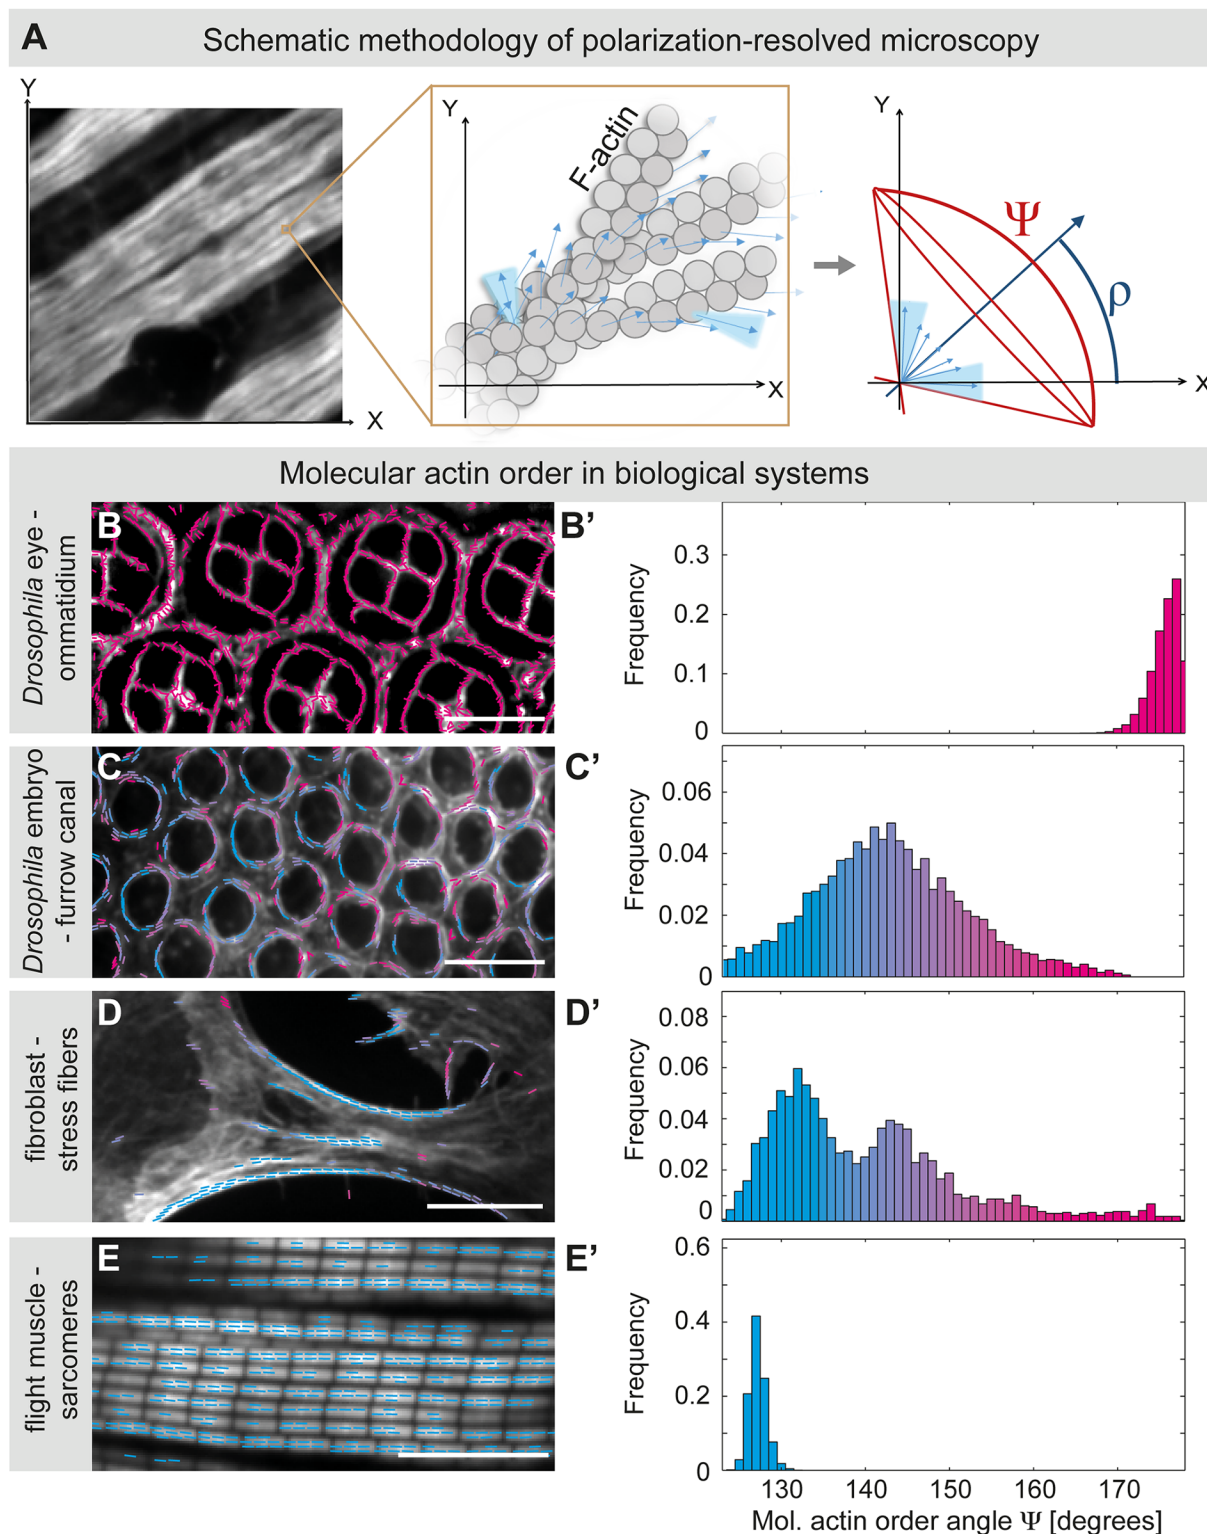 A
Schematic methodology of polarization-resolved microscopy
Y
X
Y
F-actin
X
Y
Ψ
ρ
X
Molecular actin order in biological systems
Drosophila eye -
ommatidium
B
B'
Frequency
0.3
0.2
0.1
0
Drosophila embryo
- furrow canal
C
C'
Frequency
0.06
0.04
0.02
0
fibroblast -
stress fibers
D
D'
Frequency
0.08
0.06
0.04
0.02
0
flight muscle -
sarcomeres
E
E'
Frequency
0.6
0.4
0.2
0
130 140 150 160 170
Mol. actin order angle Ψ [degrees]